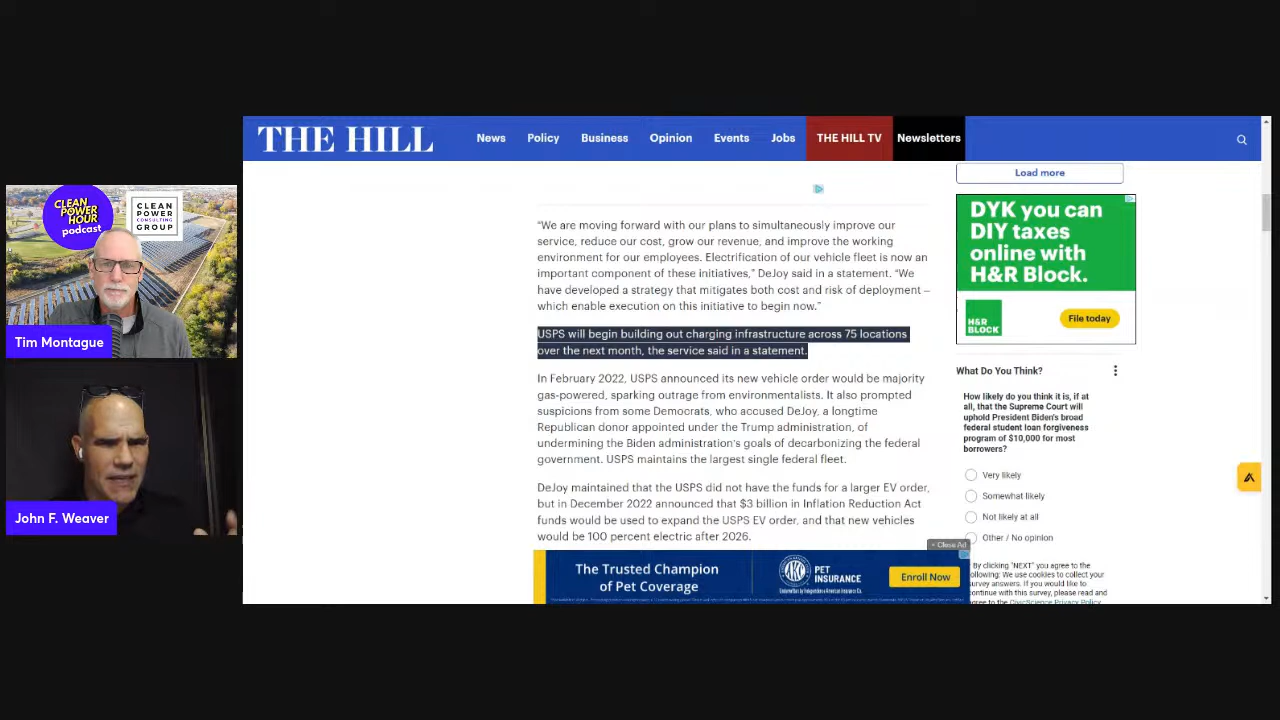 CLEAN
POWER
HOUR
podcast
CLEAN
POWER
CONSULTING
GROUP
Tim Montague
John F. Weaver
THE HILL
News
Policy
Business
Opinion
Events
Jobs
THE HILL TV
Newsletters
“We are moving forward with our plans to simultaneously improve our
service, reduce our cost, grow our revenue, and improve the working
environment for our employees. Electrification of our vehicle fleet is now an
important component of these initiatives,” DeJoy said in a statement. “We
have developed a strategy that mitigates both cost and risk of deployment –
which enable execution on this initiative to begin now.”
USPS will begin building out charging infrastructure across 75 locations
over the next month, the service said in a statement.
In February 2022, USPS announced its new vehicle order would be majority
gas-powered, sparking outrage from environmentalists. It also prompted
suspicions from some Democrats, who accused DeJoy, a longtime
Republican donor appointed under the Trump administration, of
undermining the Biden administration's goals of decarbonizing the federal
government. USPS maintains the largest single federal fleet.
DeJoy maintained that the USPS did not have the funds for a larger EV order,
but in December 2022 announced that $3 billion in Inflation Reduction Act
funds would be used to expand the USPS EV order, and that new vehicles
would be 100 percent electric after 2026.
× Close Ad
The Trusted Champion
of Pet Coverage
AKC
PET
INSURANCE
Enroll Now
Load more
DYK you can
DIY taxes
online with
H&R Block.
H&R
BLOCK
File today
What Do You Think?
How likely do you think it is, if at
all, that the Supreme Court will
uphold President Biden's broad
federal student loan forgiveness
program of $10,000 for most
borrowers?
Very likely
Somewhat likely
Not likely at all
Other / No opinion
By clicking "NEXT" you agree to the
following: We use cookies to collect your
survey answers. If you would like to
continue with this survey, please read and
agree to the CivicScience Privacy Policy